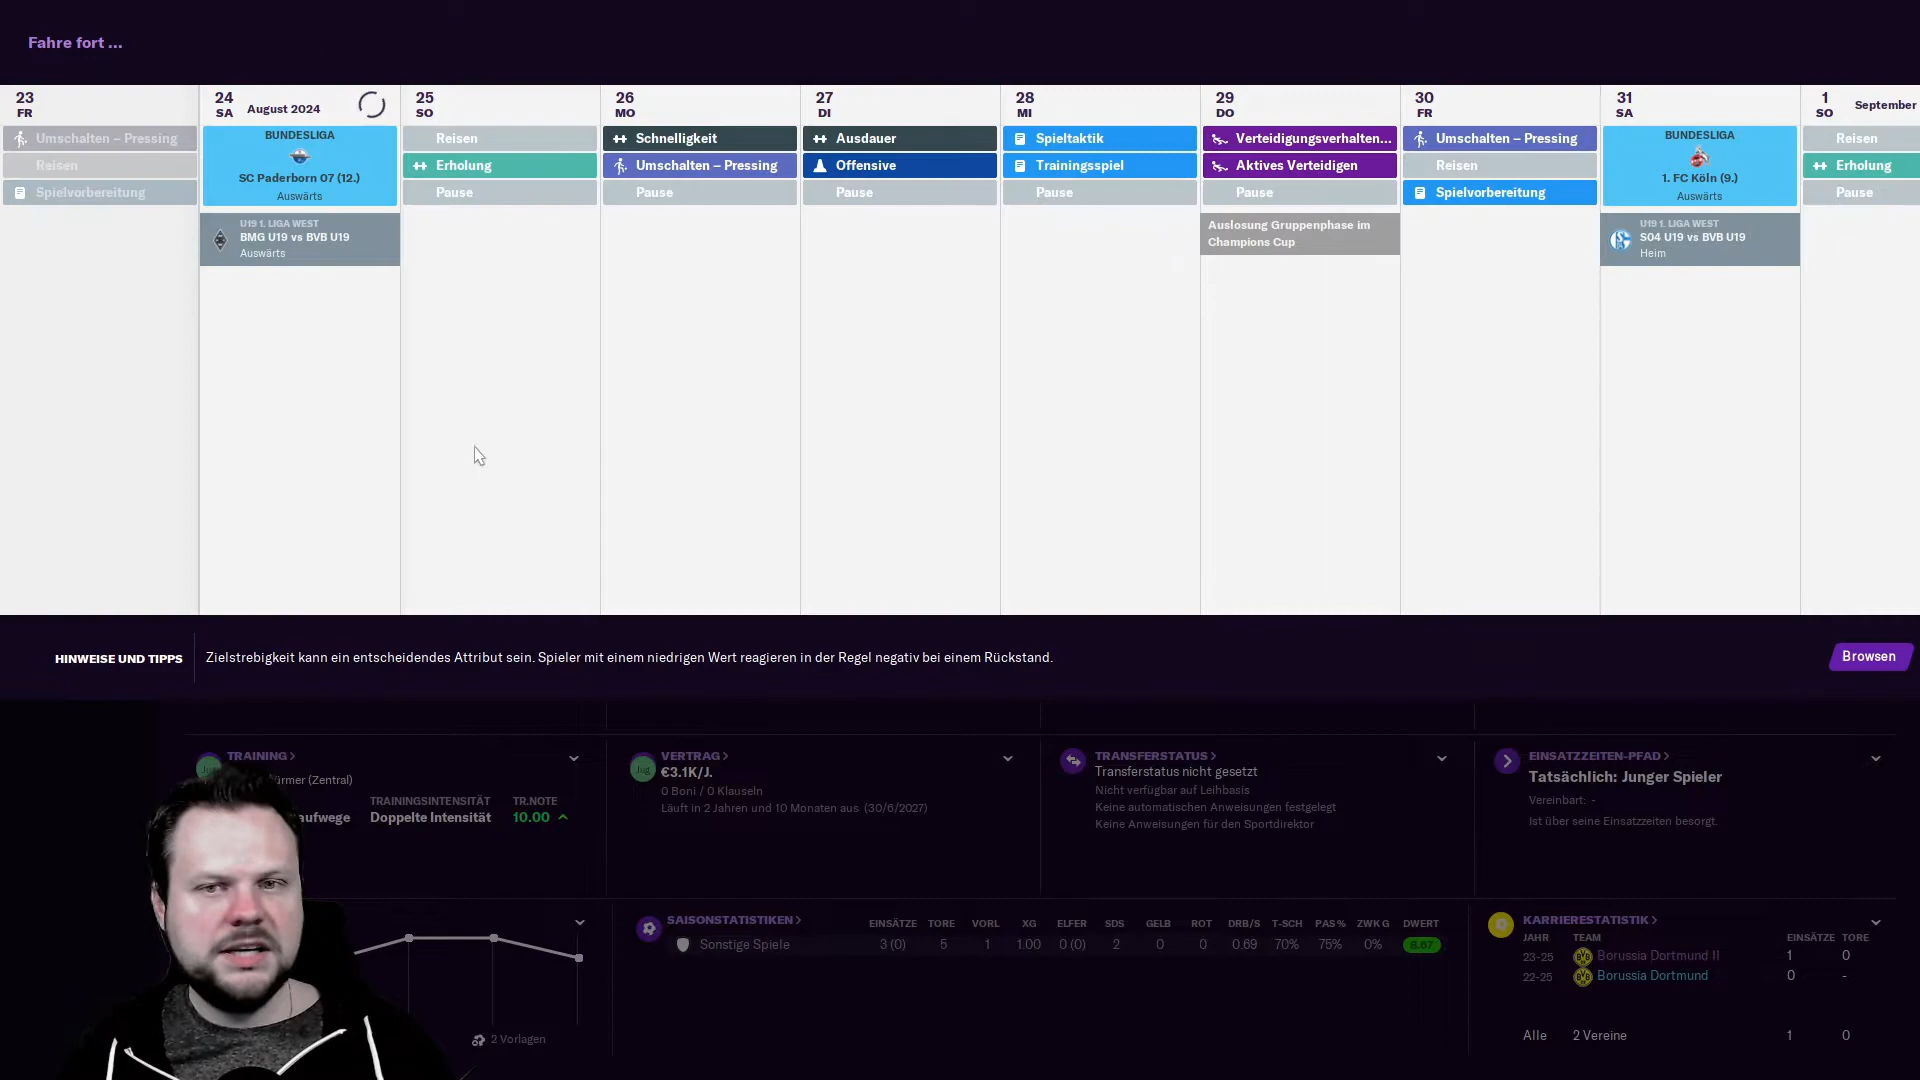 Fahre fort ...
23
FR
Umschalten – Pressing
Reisen
Spielvorbereitung
24
SA
August 2024
BUNDESLIGA
SC Paderborn 07 (12.)
Auswärts
U19 1. LIGA WEST
BMG U19 vs BVB U19
Auswärts
25
SO
Reisen
Erholung
Pause
26
MO
Schnelligkeit
Umschalten – Pressing
Pause
27
DI
Ausdauer
Offensive
Pause
28
MI
Spieltaktik
Trainingsspiel
Pause
29
DO
Verteidigungsverhalten...
Aktives Verteidigen
Pause
Auslosung Gruppenphase im
Champions Cup
30
FR
Umschalten – Pressing
Reisen
Spielvorbereitung
31
SA
BUNDESLIGA
1. FC Köln (9.)
Auswärts
U19 1. LIGA WEST
S04 U19 vs BVB U19
Heim
1
SO
September
Reisen
Erholung
Pause
HINWEISE UND TIPPS
Zielstrebigkeit kann ein entscheidendes Attribut sein. Spieler mit einem niedrigen Wert reagieren in der Regel negativ bei einem Rückstand.
Browsen
TRAINING
ürmer (Zentral)
TRAININGSINTENSITÄT TR.NOTE
aufwege Doppelte Intensität 10.00
Jug
VERTRAG
€3.1K/J.
0 Boni / 0 Klauseln
Läuft in 2 Jahren und 10 Monaten aus (30/6/2027)
TRANSFERSTATUS
Transferstatus nicht gesetzt
Nicht verfügbar auf Leihbasis
Keine automatischen Anweisungen festgelegt
Keine Anweisungen für den Sportdirektor
EINSATZZEITEN-PFAD
Tatsächlich: Junger Spieler
Vereinbart: -
Ist über seine Einsatzzeiten besorgt.
2 Vorlagen
SAISONSTATISTIKEN EINSÄTZE TORE VORL XG ELFER SDS GELB ROT DRB/S T-SCH PAS % ZWK G DWERT
Sonstige Spiele 3 (0) 5 1 1.00 0 (0) 2 0 0 0.69 70% 75% 0% 8.67
KARRIERESTATISTIK
JAHR TEAM EINSÄTZE TORE
23-25 Borussia Dortmund II 1 0
22-25 Borussia Dortmund 0 -
Alle 2 Vereine 1 0